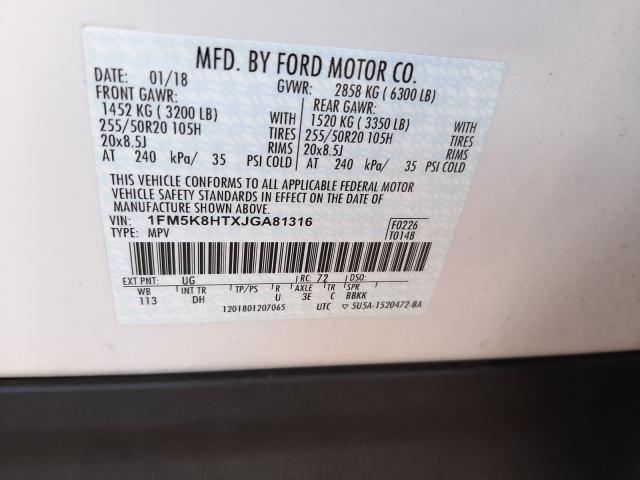 MFD. BY FORD MOTOR CO.
DATE: 01/18 GVWR: 2858 KG ( 6300 LB)
FRONT GAWR: REAR GAWR:
1452 KG ( 3200 LB) WITH 1520 KG ( 3350 LB) WITH
255/50R20 105H TIRES 255/50R20 105H TIRES
20x8.5J RIMS 20x8.5J RIMS
AT 240 kPa/ 35 PSI COLD AT 240 kPa/ 35 PSI COLD
THIS VEHICLE CONFORMS TO ALL APPLICABLE FEDERAL MOTOR
VEHICLE SAFETY STANDARDS IN EFFECT ON THE DATE OF
MANUFACTURE SHOWN ABOVE.
VIN: 1FM5K8HTXJGA81316 F0226
TYPE: MPV T0148
EXT PNT: UG RC: 72 DSO:
WB INT TR TP/PS R AXLE TR SPR
113 DH U 3E C BBKK
1201801207065 UTC ▽ 5U5A-1520472-BA